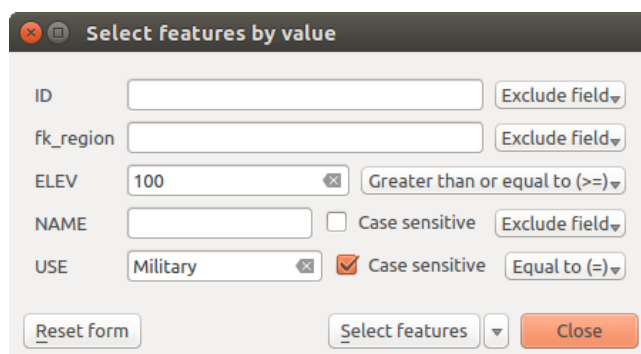 Select features by value
ID Exclude field
fk_region Exclude field
ELEV 100 Greater than or equal to (>=)
NAME Case sensitive Exclude field
USE Military Case sensitive Equal to (=)
Reset form Select features Close